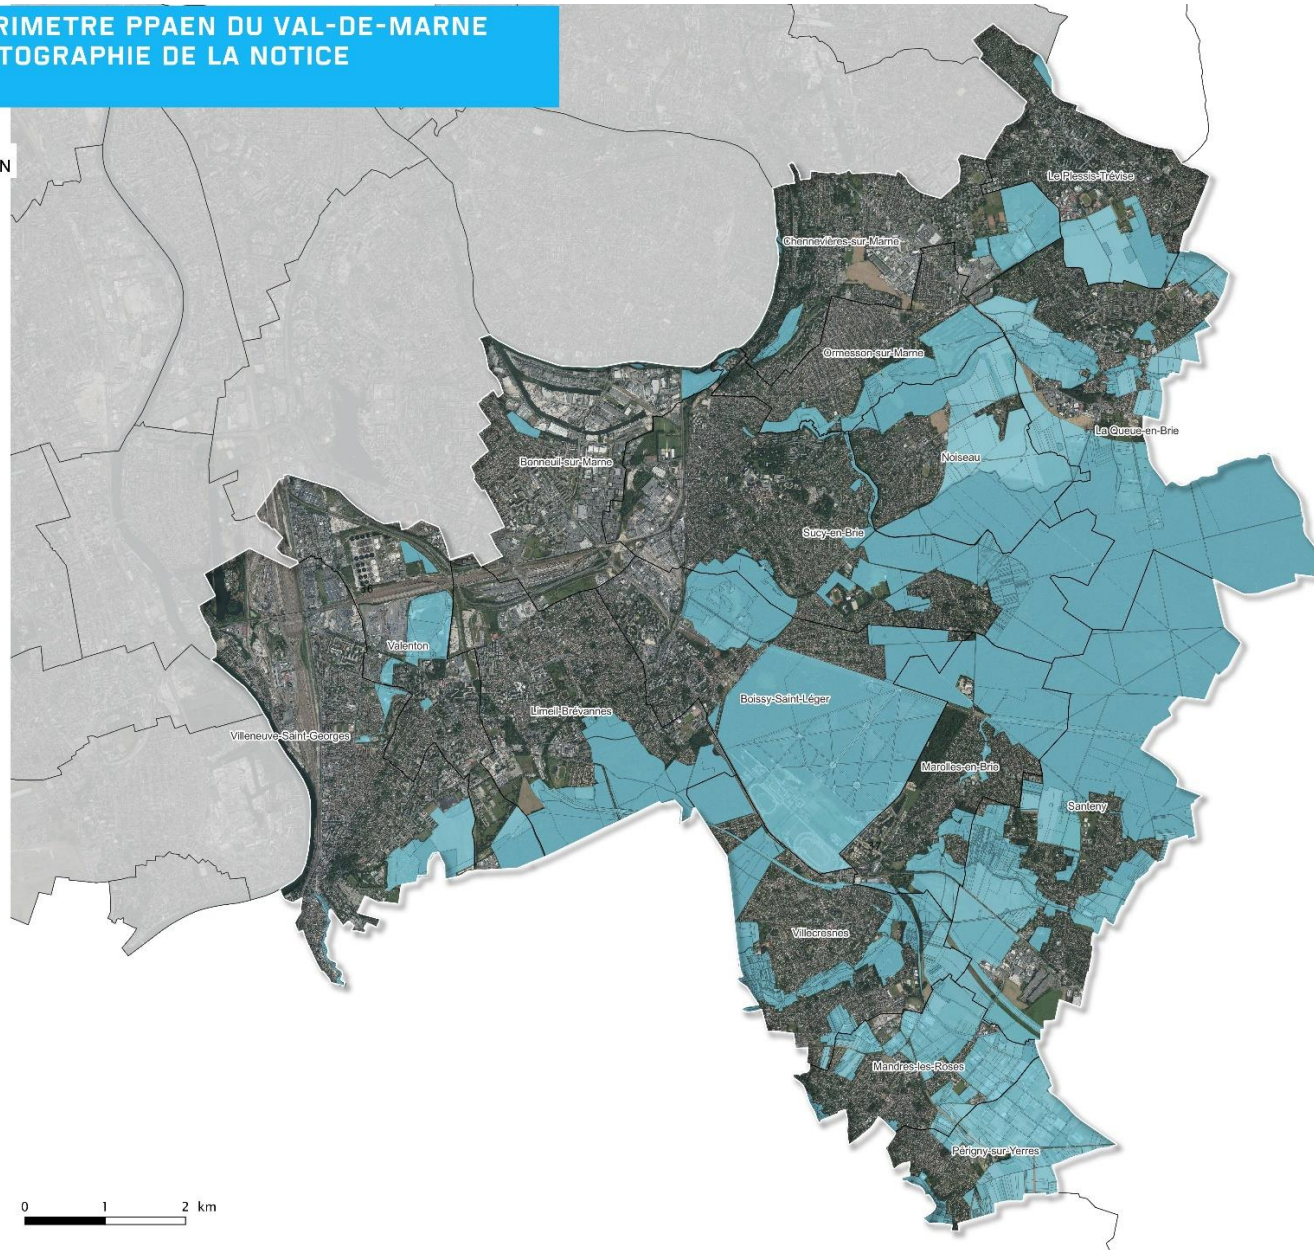 RIMETRE PPAEN DU VAL-DE-MARNE
TOGRAPHIE DE LA NOTICE
N
Le Plessis-Trévise
Chennevières-sur-Marne
Ormesson-sur-Marne
La Queue-en-Brie
Noiseau
Bonneuil-sur-Marne
Sucy-en-Brie
36
Valenton
Boissy-Saint-Léger
Limeil-Brévannes
Villeneuve-Saint-Georges
Marolles-en-Brie
Santeny
37
Villecresnes
Mandres-les-Roses
Périgny-sur-Yerres
0 1 2 km